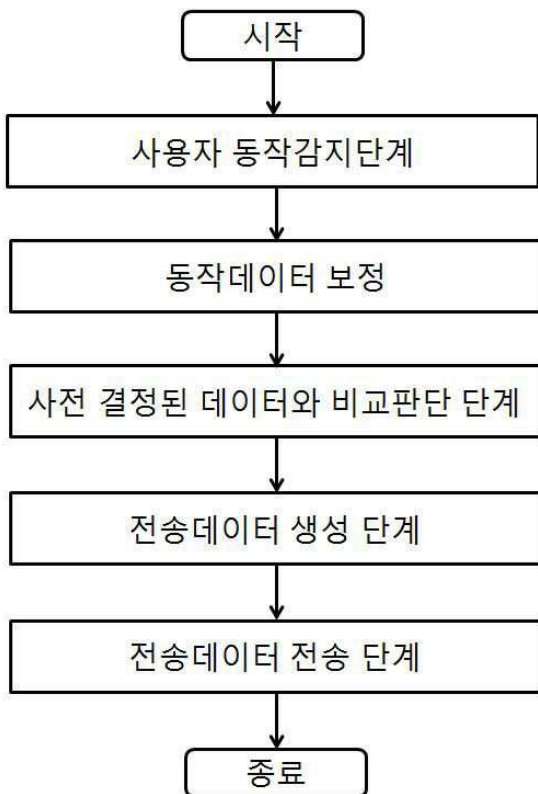 시작
사용자 동작감지단계
동작데이터 보정
사전 결정된 데이터와 비교판단 단계
전송데이터 생성 단계
전송데이터 전송 단계
종료